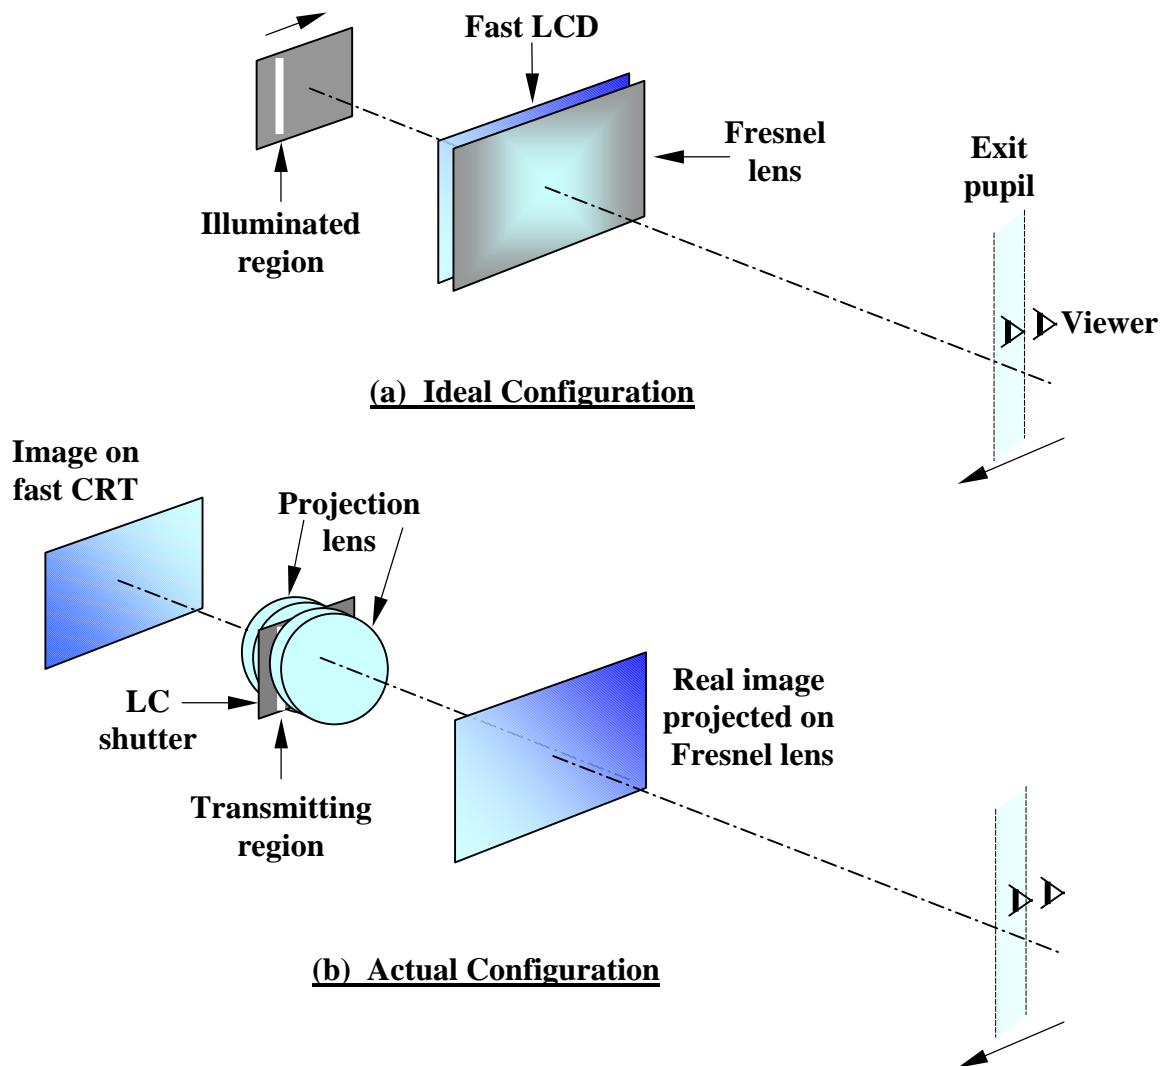 Fast LCD
Fresnel
lens
Exit
pupil
Illuminated
region
Viewer
(a) Ideal Configuration
Image on
fast CRT
Projection
lens
LC
shutter
Real image
projected on
Fresnel lens
Transmitting
region
(b) Actual Configuration